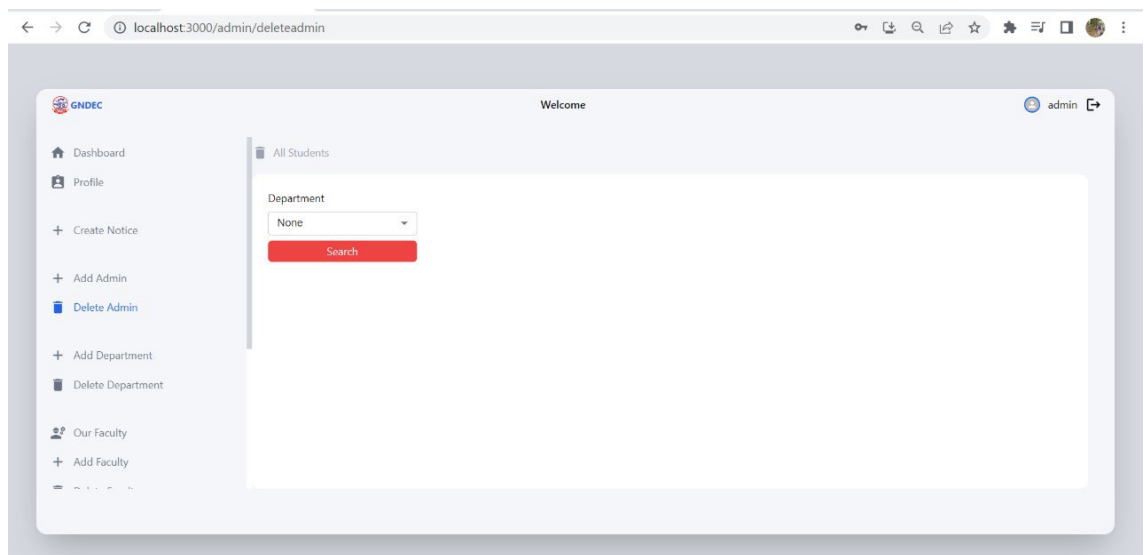 localhost:3000/admin/deleteadmin
GNDEC
Welcome
admin
Dashboard
Profile
Create Notice
Add Admin
Delete Admin
Add Department
Delete Department
Our Faculty
Add Faculty
All Students
Department
None
Search